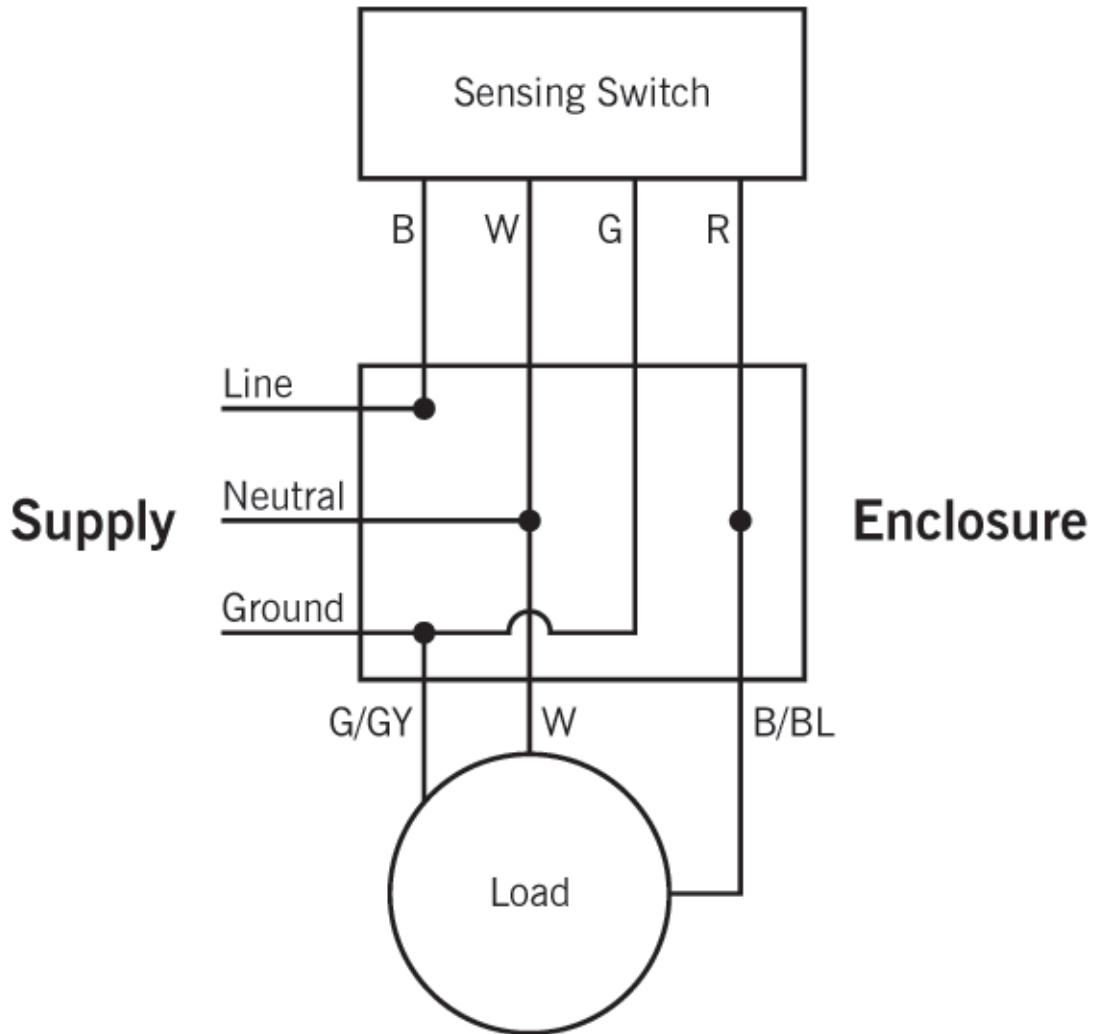 Sensing Switch
B W G R
Line
Neutral
Supply
Enclosure
Ground
G/GY W B/BL
Load